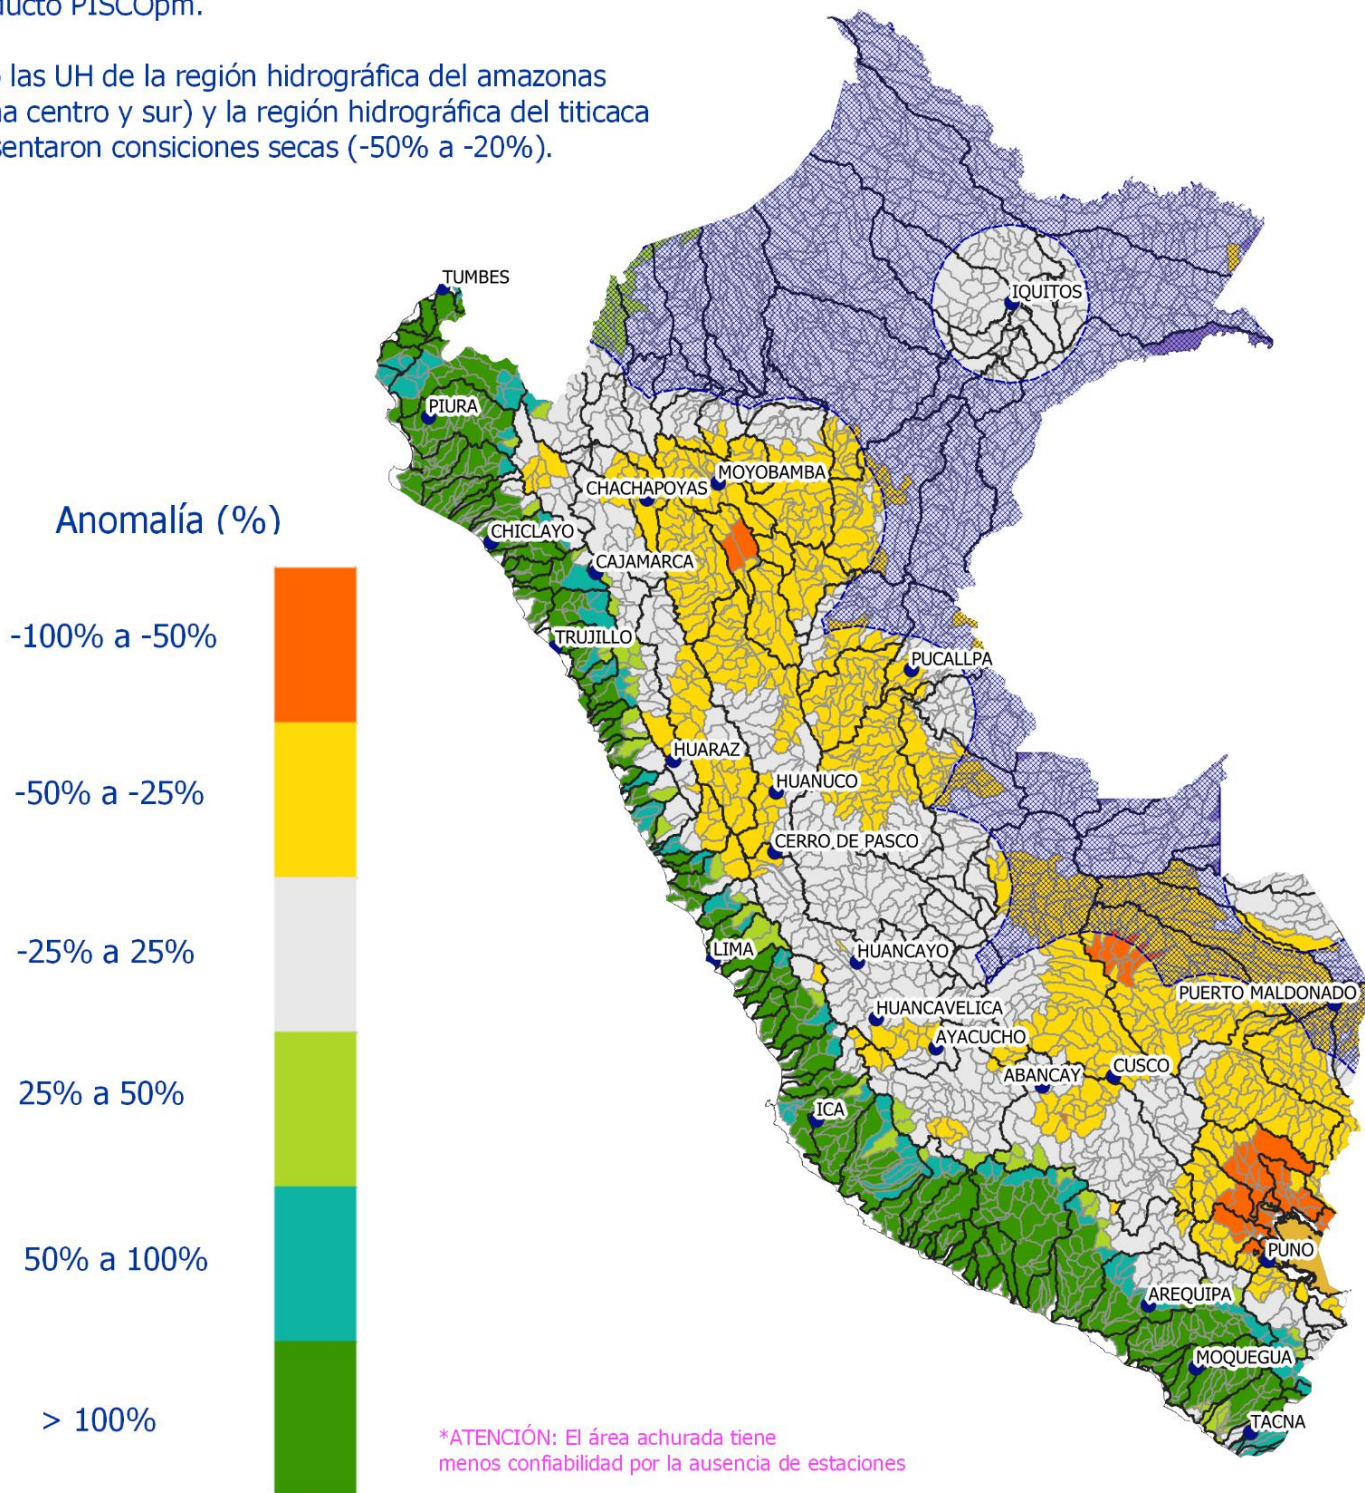 ducto PISCOpm.
las UH de la región hidrográfica del amazonas
na centro y sur) y la región hidrográfica del titicaca
sentaron consiciones secas (-50% a -20%).
TUMBES
IQUITOS
PIURA
MOYOBAMBA
CHACHAPOYAS
Anomalía (%)
CHICLAYO
CAJAMARCA
-100% a -50%
TRUJILLO
PUCALLPA
HUARAZ
HUANUCO
-50% a -25%
CERRO DE PASCO
-25% a 25%
LIMA
HUANCAYO
PUERTO MALDONADO
HUANCAVELICA
AYACUCHO
ABANCAY
CUSCO
25% a 50%
ICA
PUNO
50% a 100%
AREQUIPA
MOQUEGUA
> 100%
TACNA
*ATENCIÓN: El área achurada tiene
menos confiabilidad por la ausencia de estaciones